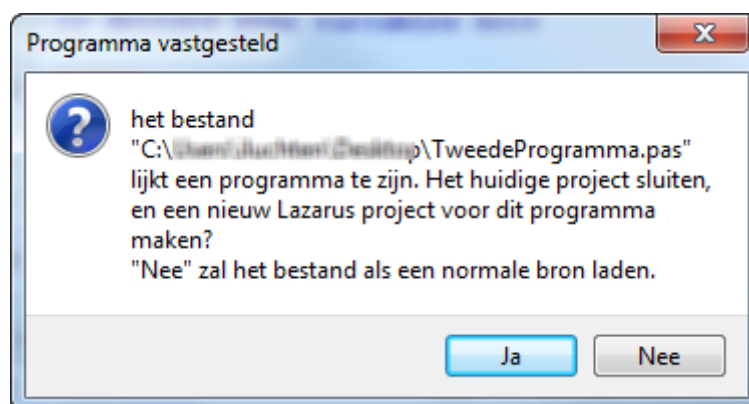 Programma vastgesteld
het bestand
"C:\ \TweedeProgramma.pas"
lijkt een programma te zijn. Het huidige project sluiten,
en een nieuw Lazarus project voor dit programma
maken?
"Nee" zal het bestand als een normale bron laden.
Ja Nee